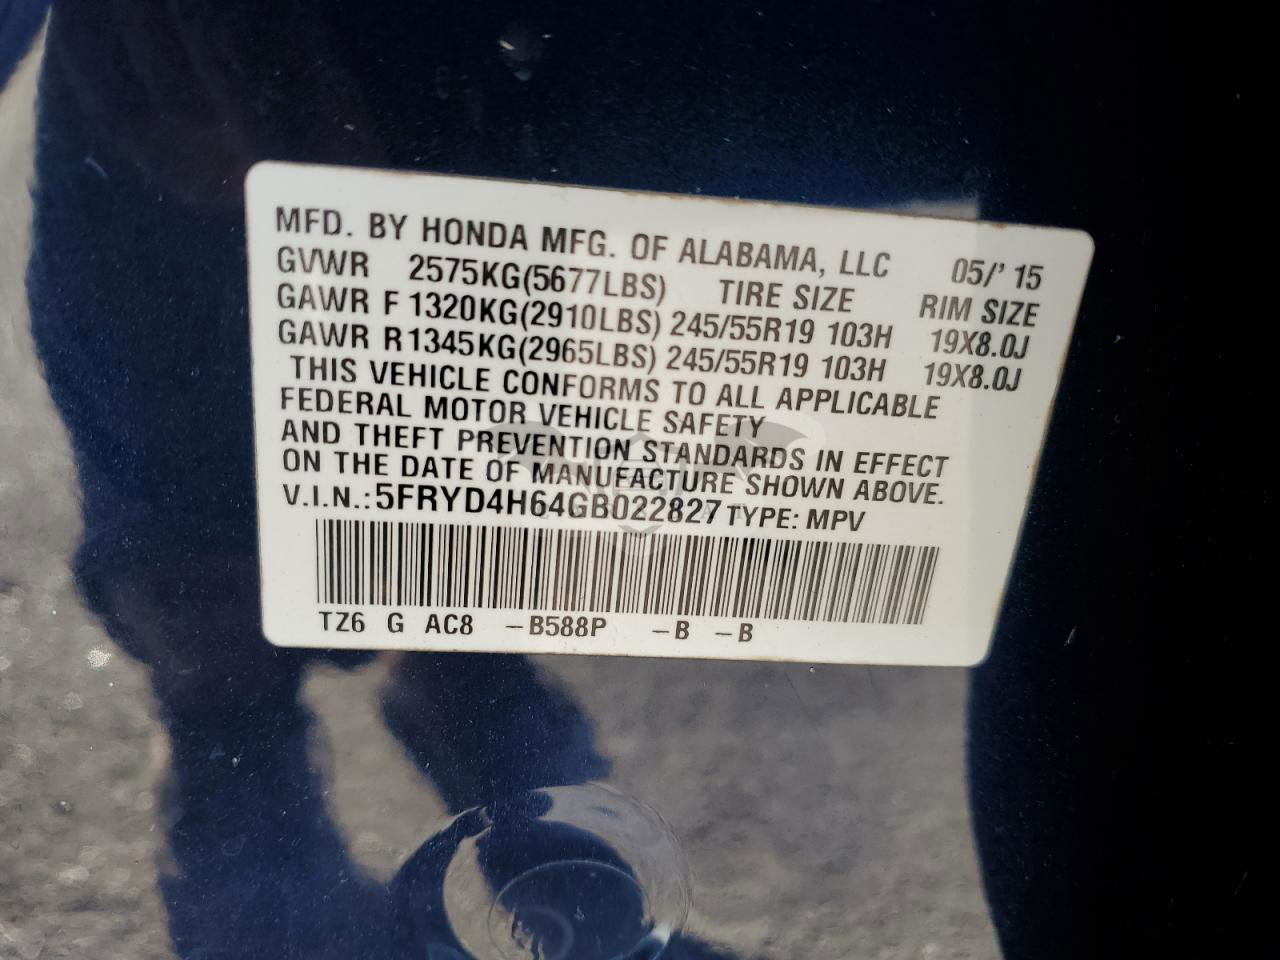 MFD. BY HONDA MFG. OF ALABAMA, LLC 05/' 15
GVWR 2575KG(5677LBS) TIRE SIZE RIM SIZE
GAWR F 1320KG(2910LBS) 245/55R19 103H 19X8.0J
GAWR R 1345KG(2965LBS) 245/55R19 103H 19X8.0J
THIS VEHICLE CONFORMS TO ALL APPLICABLE
FEDERAL MOTOR VEHICLE SAFETY
AND THEFT PREVENTION STANDARDS IN EFFECT
ON THE DATE OF MANUFACTURE SHOWN ABOVE.
V.I.N.: 5FRYD4H64GB022827 TYPE: MPV
TZ6 G AC8 -B588P -B -B